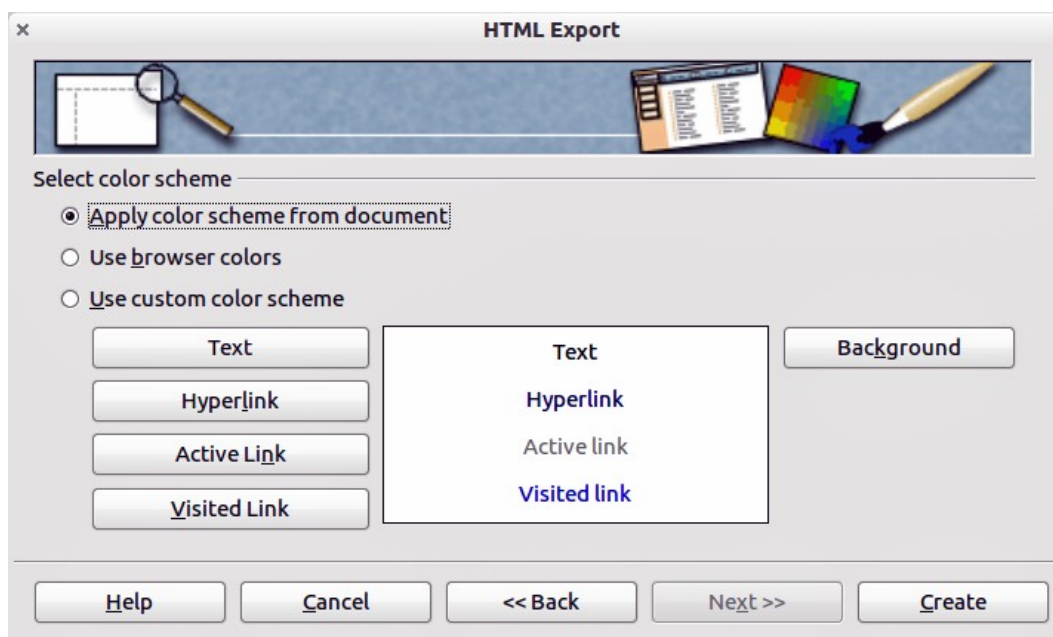 HTML Export
Select color scheme
Apply color scheme from document
Use browser colors
Use custom color scheme
Text
Text
Background
Hyperlink
Hyperlink
Active Link
Active link
Visited Link
Visited link
Help
Cancel
<< Back
Next >>
Create